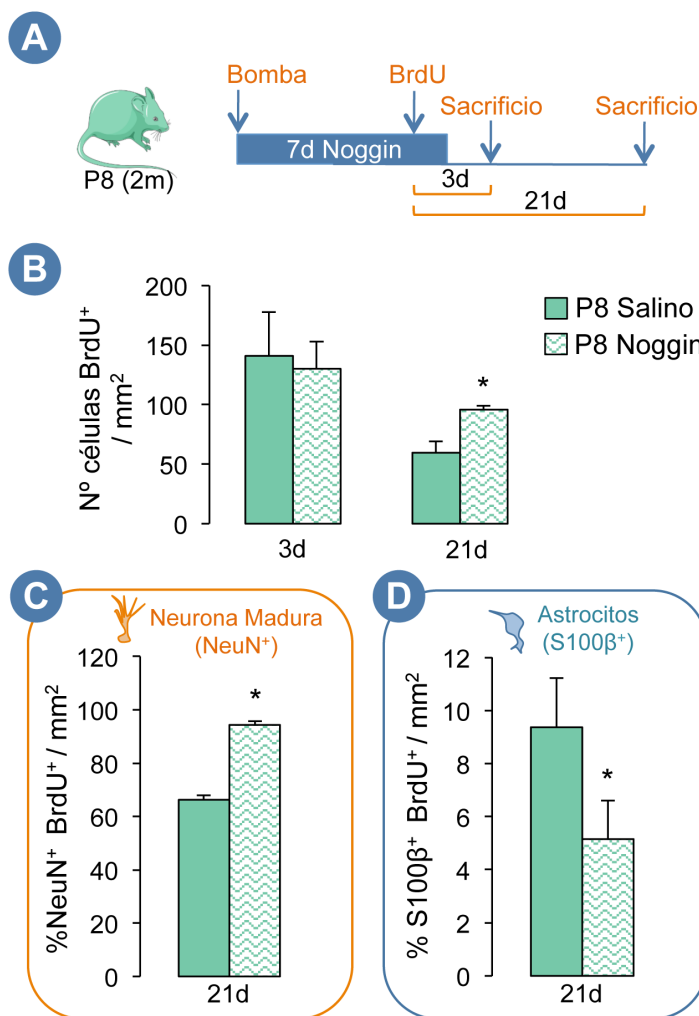 A
Bomba
BrdU
Sacrificio
Sacrificio
7d Noggin
P8 (2m)
3d
21d
B
Nº células BrdU⁺
/ mm²
200
150
100
50
0
*
3d
21d
P8 Salino
P8 Noggin
C
Neurona Madura
(NeuN⁺)
%NeuN⁺ BrdU⁺ / mm²
120
100
80
60
40
20
0
*
21d
D
Astrocitos
(S100β⁺)
% S100β⁺ BrdU⁺ / mm²
12
10
8
6
4
2
0
*
21d